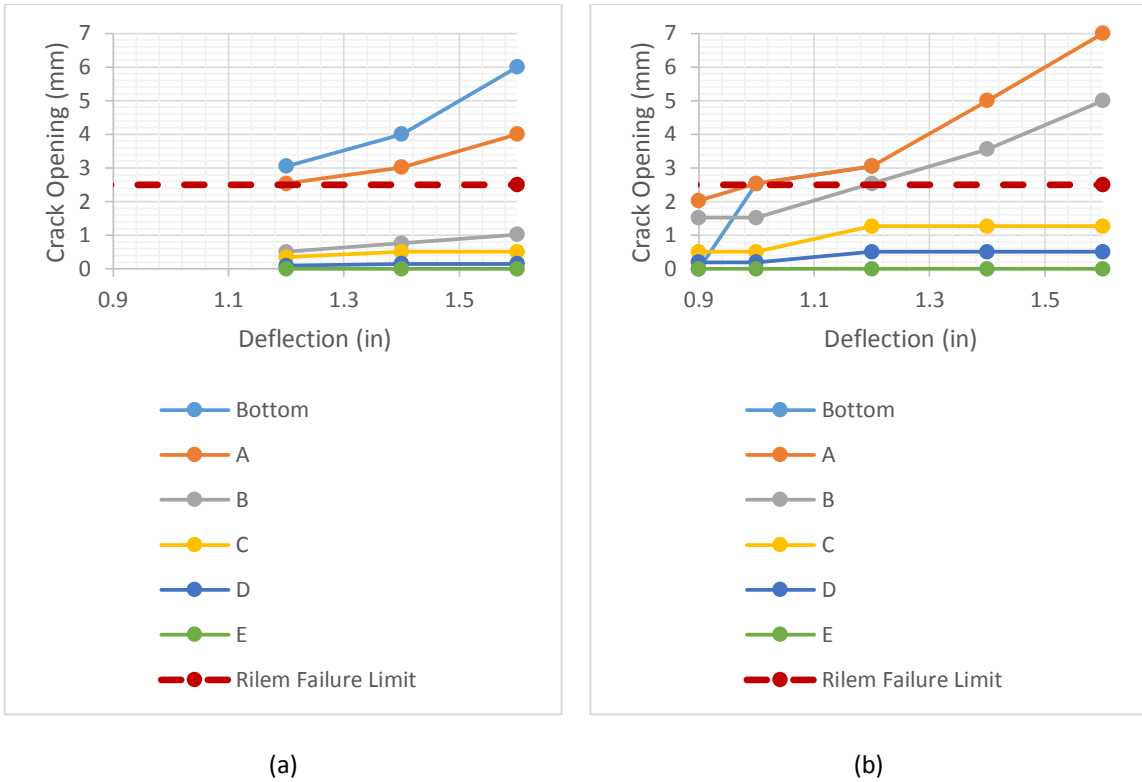 7
6
5
4
3
2
1
0
Crack Opening (mm)
0.9 1.1 1.3 1.5
Deflection (in)
Bottom
A
B
C
D
E
Rilem Failure Limit
(a)
7
6
5
4
3
2
1
0
Crack Opening (mm)
0.9 1.1 1.3 1.5
Deflection (in)
Bottom
A
B
C
D
E
Rilem Failure Limit
(b)